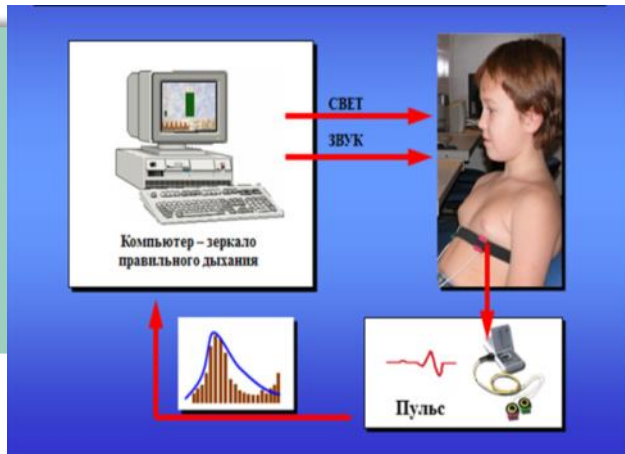 СВЕТ
ЗВУК
Компьютер – зеркало
правильного дыхания
Пульс